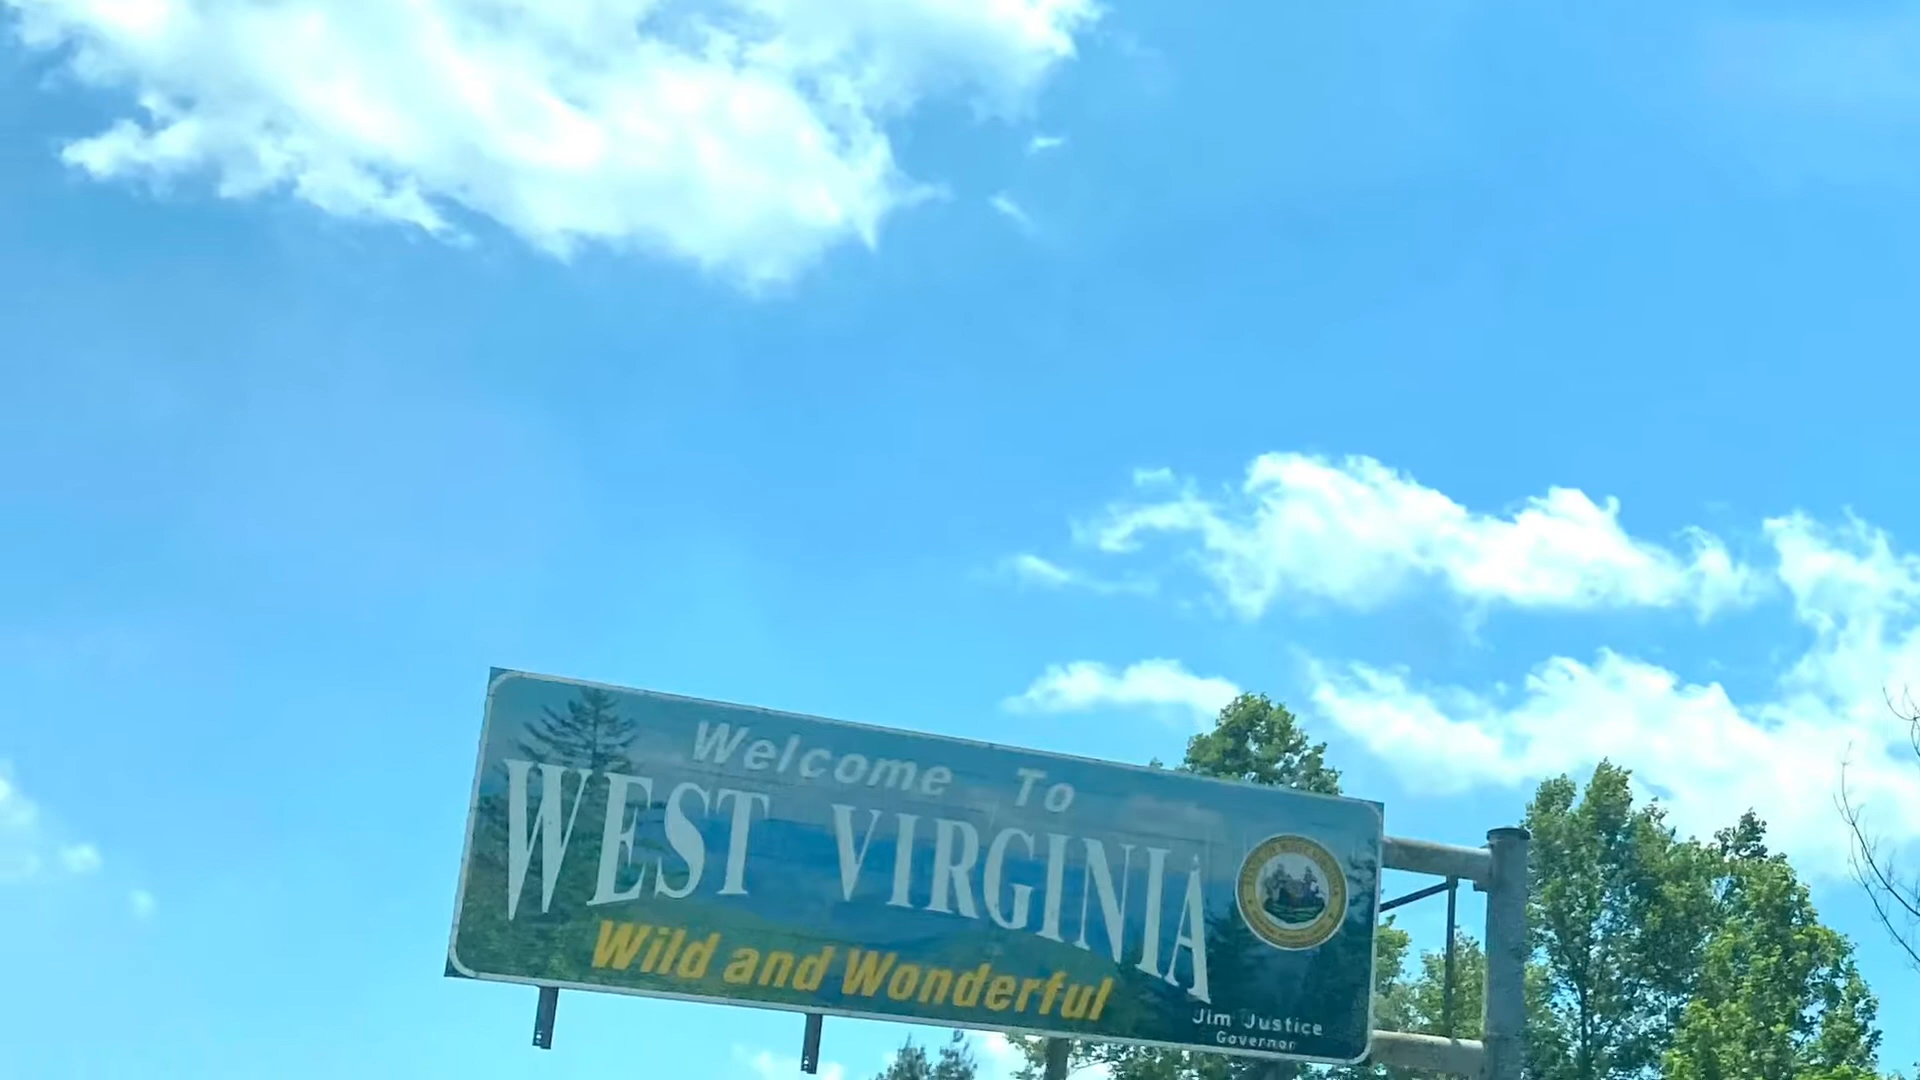 Welcome To
WEST VIRGINIA
Wild and Wonderful
Jim Justice
Governor